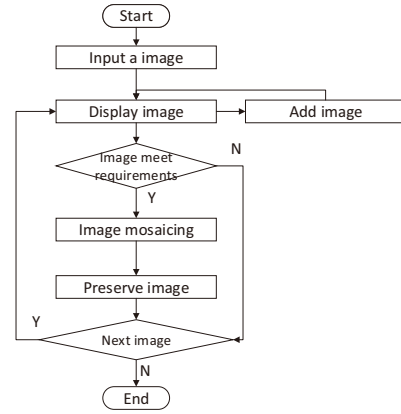 Start
Input a image
Display image
Add image
Image meet
requirements
N
Y
Image mosaicing
Preserve image
Y
Next image
N
End